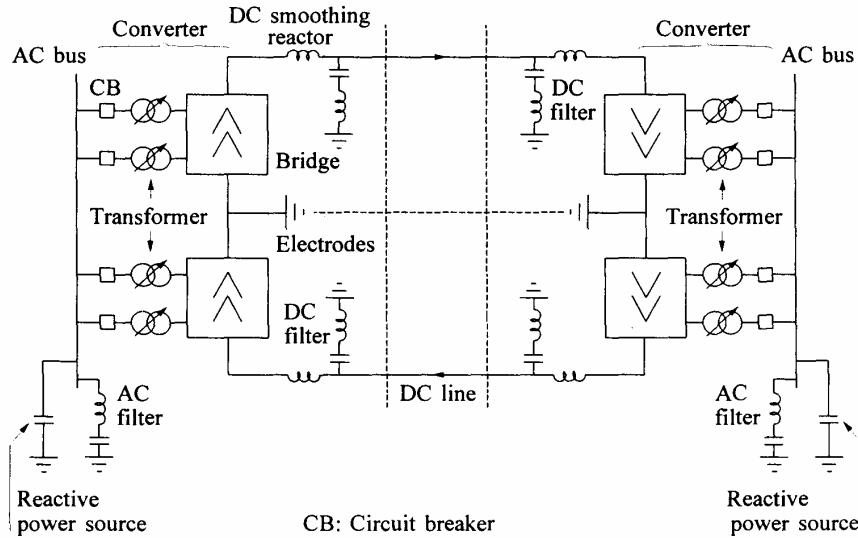 DC smoothing
reactor
Converter
Converter
AC bus
AC bus
CB
DC
filter
Bridge
Transformer
Transformer
Electrodes
DC
filter
DC line
AC
filter
AC
filter
Reactive
power source
Reactive
power source
CB: Circuit breaker